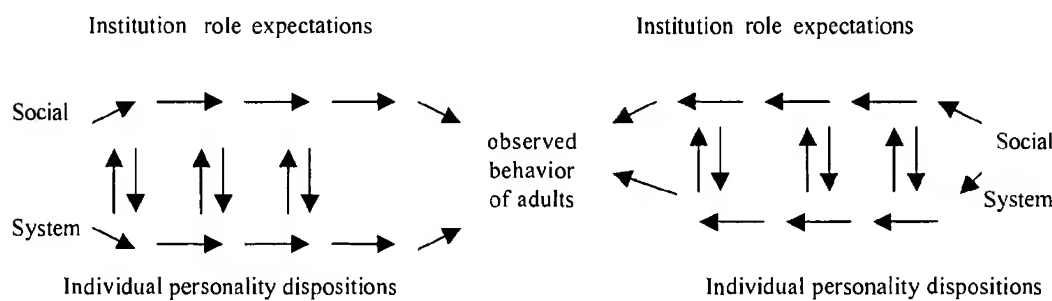 Institution role expectations
Institution role expectations
Social
observed
behavior
of adults
Social
System
System
Individual personality dispositions
Individual personality dispositions